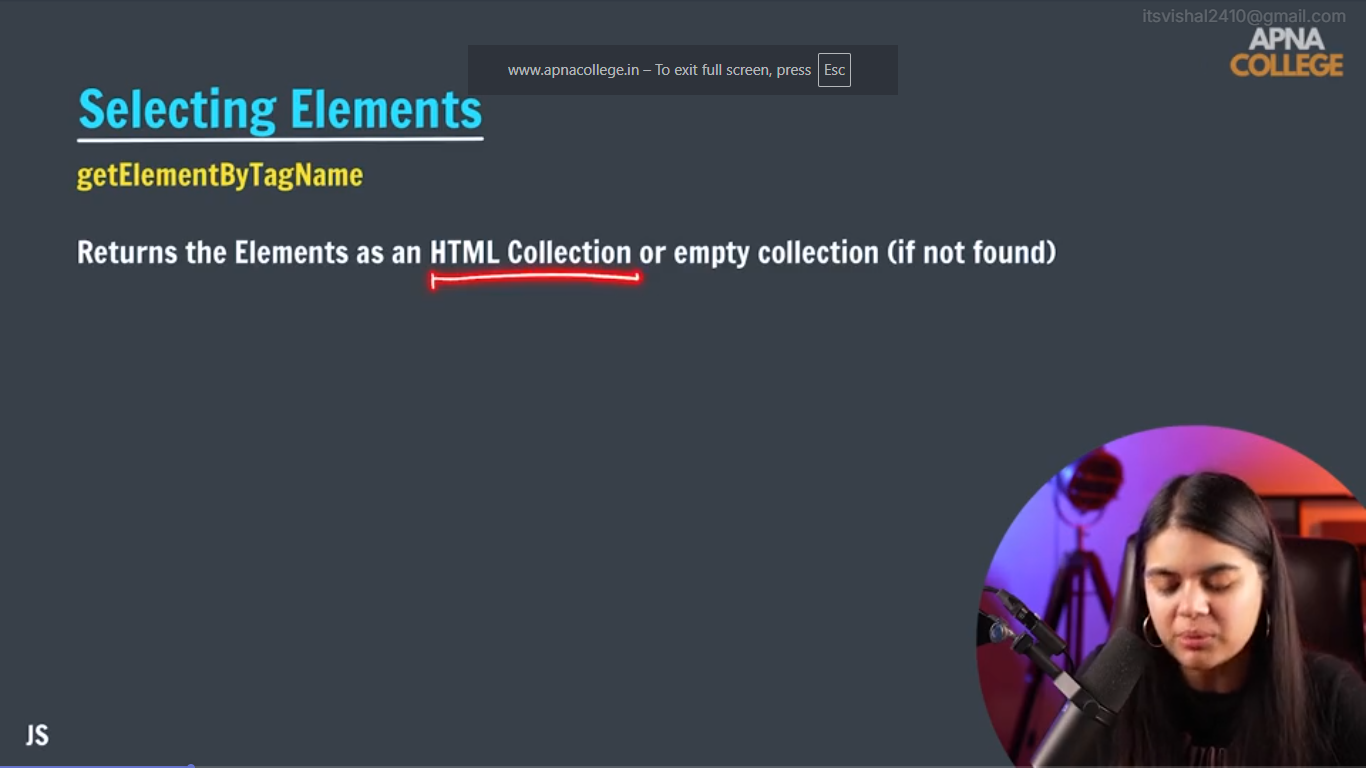 itsvishal2410@gmail.com
APNA
COLLEGE
www.apnacollege.in – To exit full screen, press Esc
Selecting Elements
getElementByTagName
Returns the Elements as an HTML Collection or empty collection (if not found)
JS